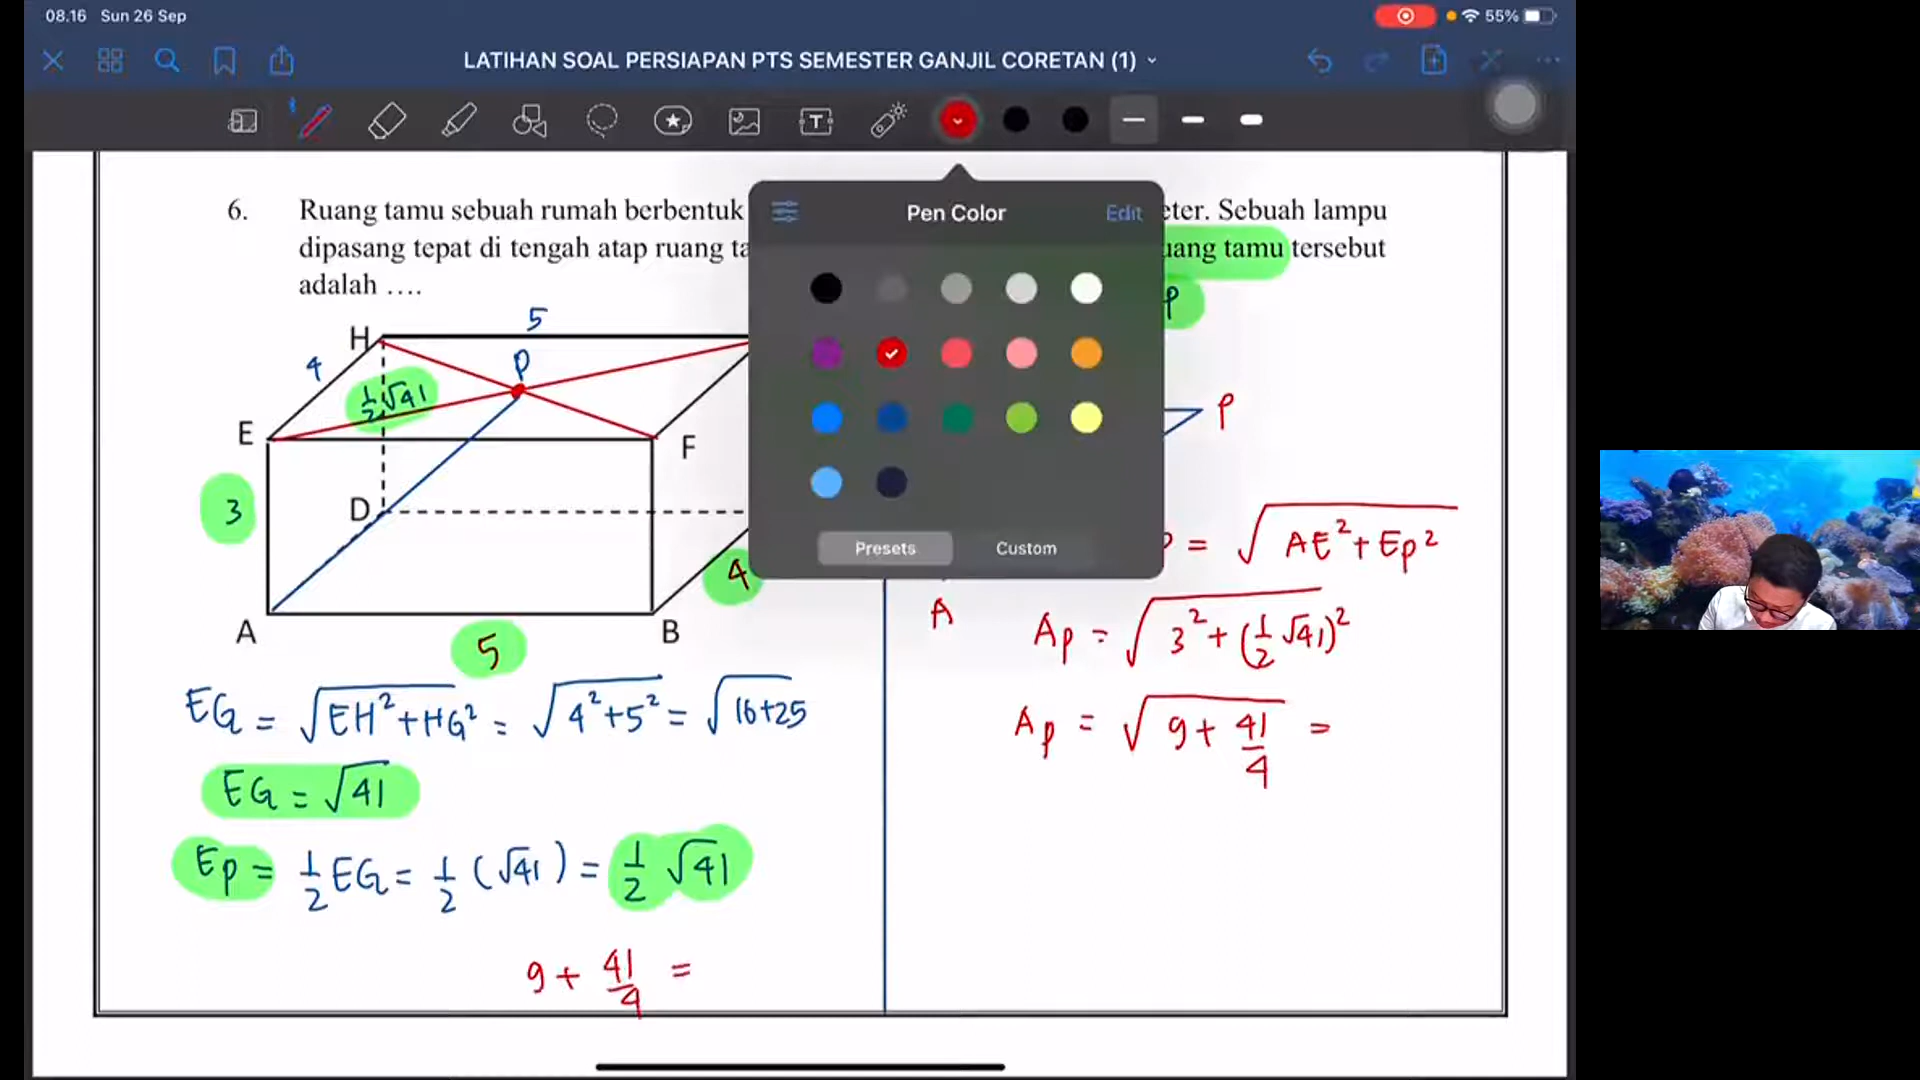 08.16 Sun 26 Sep
55%
LATIHAN SOAL PERSIAPAN PTS SEMESTER GANJIL CORETAN (1)
Pen Color
Edit
Presets
Custom
6. Ruang tamu sebuah rumah berbentuk
eter. Sebuah lampu
dipasang tepat di tengah atap ruang ta
uang tamu tersebut
adalah ....
P
5
H
P
4
½√41
E
F
3
D
4
A
B
5
P
A
P = √AE² + EP²
AP = √3² + (½√41)²
AP = √9 + 41/4 =
EG = √EH² + HG² = √4² + 5² = √16+25
EG = √41
EP = ½ EG = ½ (√41) = ½ √41
9 + 41/4 =